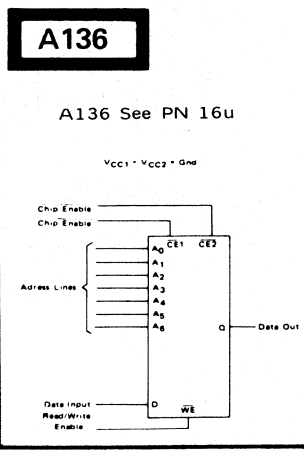 A136
A136 See PN 16u
VCC1 = VCC2 = Gnd
Chip Enable
Chip Enable
CE1 CE2
A0
A1
A2
Adress Lines A3
A4
A5
A6
Q Data Out
Data Input D
Read/Write WE
Enable